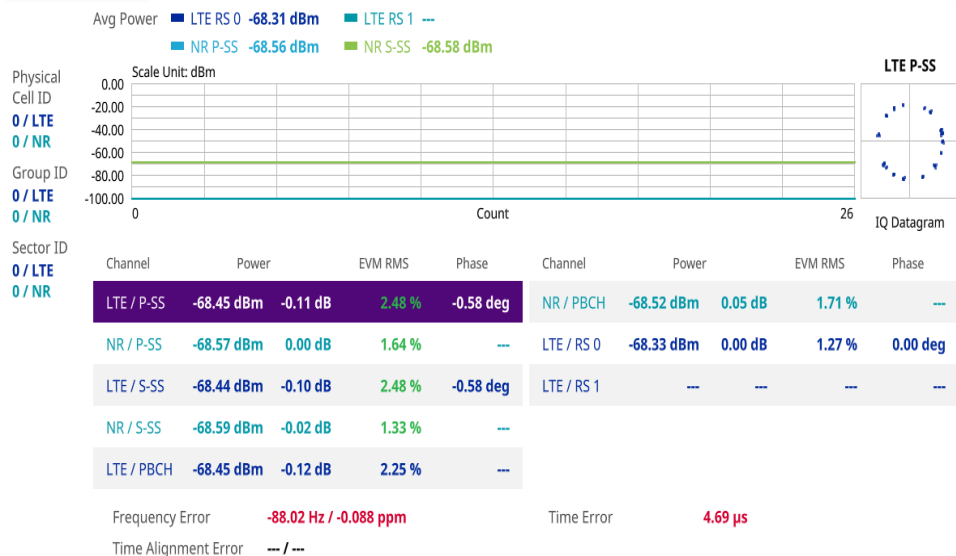 Avg Power LTE RS 0 -68.31 dBm LTE RS 1 ---
NR P-SS -68.56 dBm NR S-SS -68.58 dBm
Physical
Cell ID
0 / LTE
0 / NR
Group ID
0 / LTE
0 / NR
Sector ID
0 / LTE
0 / NR
Scale Unit: dBm
0.00
-20.00
-40.00
-60.00
-80.00
-100.00
0 Count 26
LTE P-SS
IQ Datagram
Channel Power EVM RMS Phase Channel Power EVM RMS Phase
LTE / P-SS -68.45 dBm -0.11 dB 2.48 % -0.58 deg NR / PBCH -68.52 dBm 0.05 dB 1.71 % ---
NR / P-SS -68.57 dBm 0.00 dB 1.64 % --- LTE / RS 0 -68.33 dBm 0.00 dB 1.27 % 0.00 deg
LTE / S-SS -68.44 dBm -0.10 dB 2.48 % -0.58 deg LTE / RS 1 --- --- --- ---
NR / S-SS -68.59 dBm -0.02 dB 1.33 % ---
LTE / PBCH -68.45 dBm -0.12 dB 2.25 % ---
Frequency Error -88.02 Hz / -0.088 ppm Time Error 4.69 µs
Time Alignment Error --- / ---